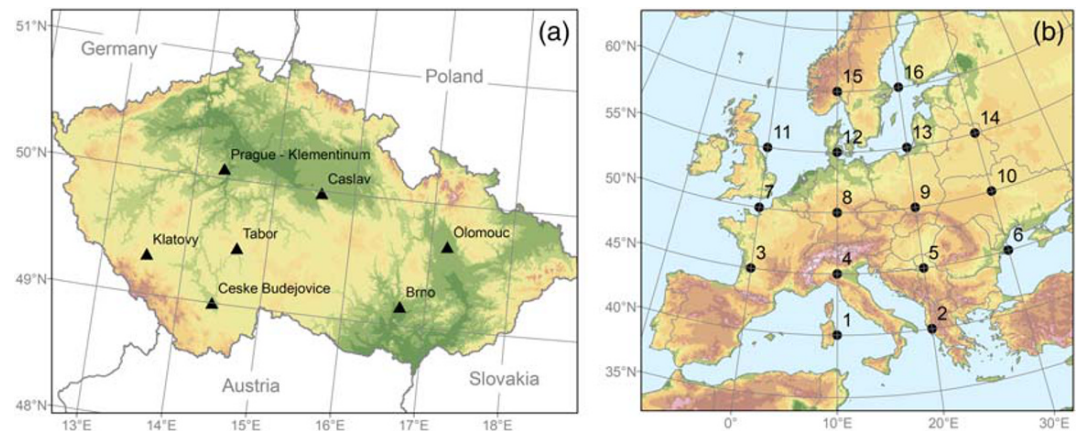 51°N
Germany
(a)
Poland
50°N
Prague - Klementinum
Caslav
Klatovy
Tabor
Olomouc
49°N
Ceske Budejovice
Brno
Austria
Slovakia
48°N
13°E 14°E 15°E 16°E 17°E 18°E
(b)
60°N
15 16
55°N
11 12 13 14
50°N
7 8 9 10
45°N
3 4 5 6
40°N
1 2
35°N
0° 10°E 20°E 30°E